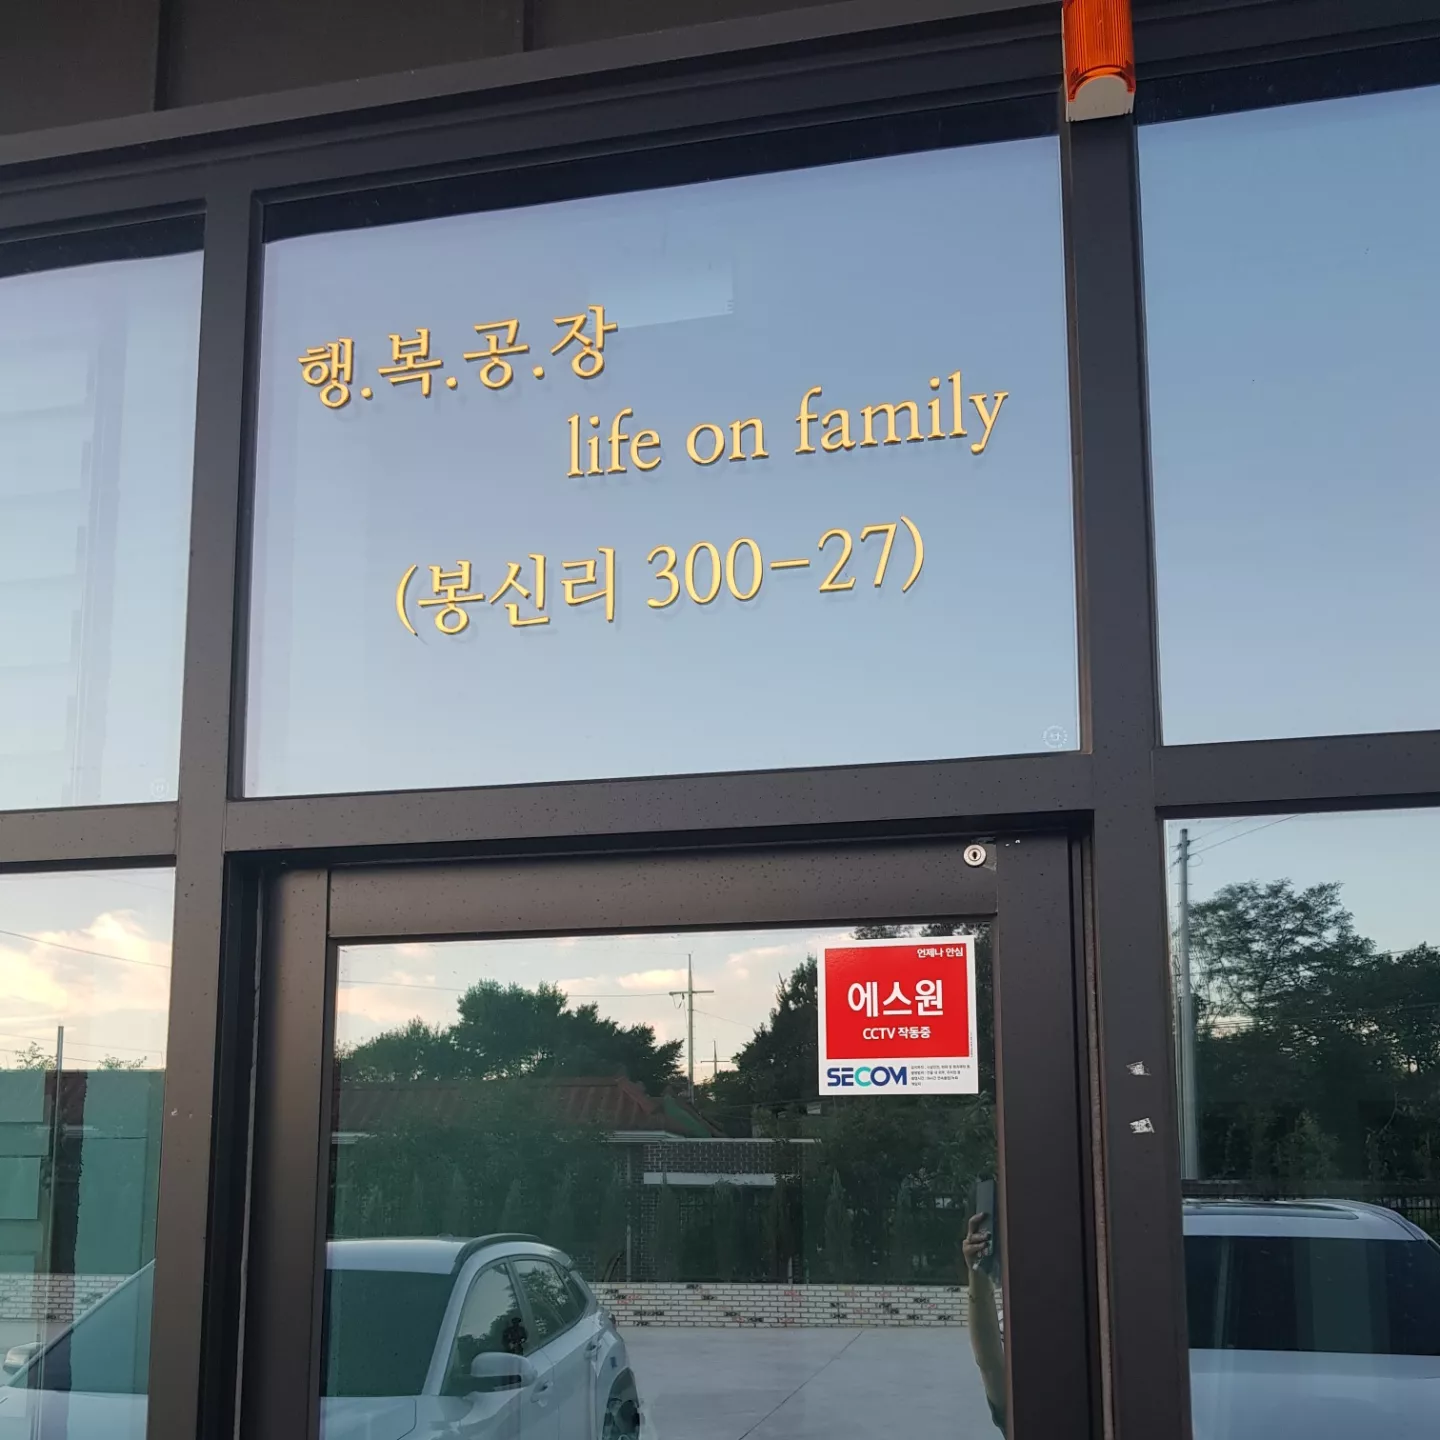 행.복.공.장
life on family
(봉신리 300-27)
언제나 안심
에스원
CCTV 작동중
SECOM